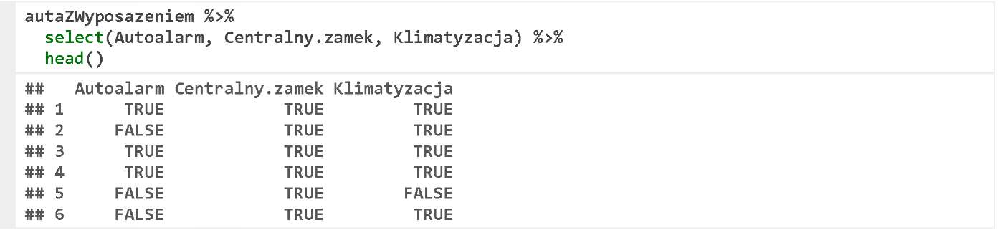 autaZWyposazeniem %>%
  select(Autoalarm, Centralny.zamek, Klimatyzacja) %>%
  head()
##   Autoalarm Centralny.zamek Klimatyzacja
## 1      TRUE            TRUE         TRUE
## 2     FALSE            TRUE         TRUE
## 3      TRUE            TRUE         TRUE
## 4      TRUE            TRUE         TRUE
## 5     FALSE            TRUE        FALSE
## 6     FALSE            TRUE         TRUE